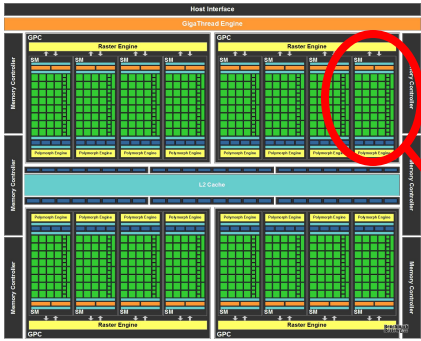 Host Interface
GigaThread Engine
GPC
GPC
Raster Engine
Raster Engine
SM
SM
SM
SM
SM
SM
SM
SM
Memory Controller
Memory Controller
Polymorph Engine
Polymorph Engine
Polymorph Engine
Polymorph Engine
Polymorph Engine
Polymorph Engine
Polymorph Engine
Polymorph Engine
Memory Controller
L2 Cache
Memory Controller
Polymorph Engine
Polymorph Engine
Polymorph Engine
Polymorph Engine
Polymorph Engine
Polymorph Engine
Polymorph Engine
Polymorph Engine
Memory Controller
Memory Controller
SM
SM
SM
SM
SM
SM
SM
SM
Raster Engine
Raster Engine
GPC
GPC